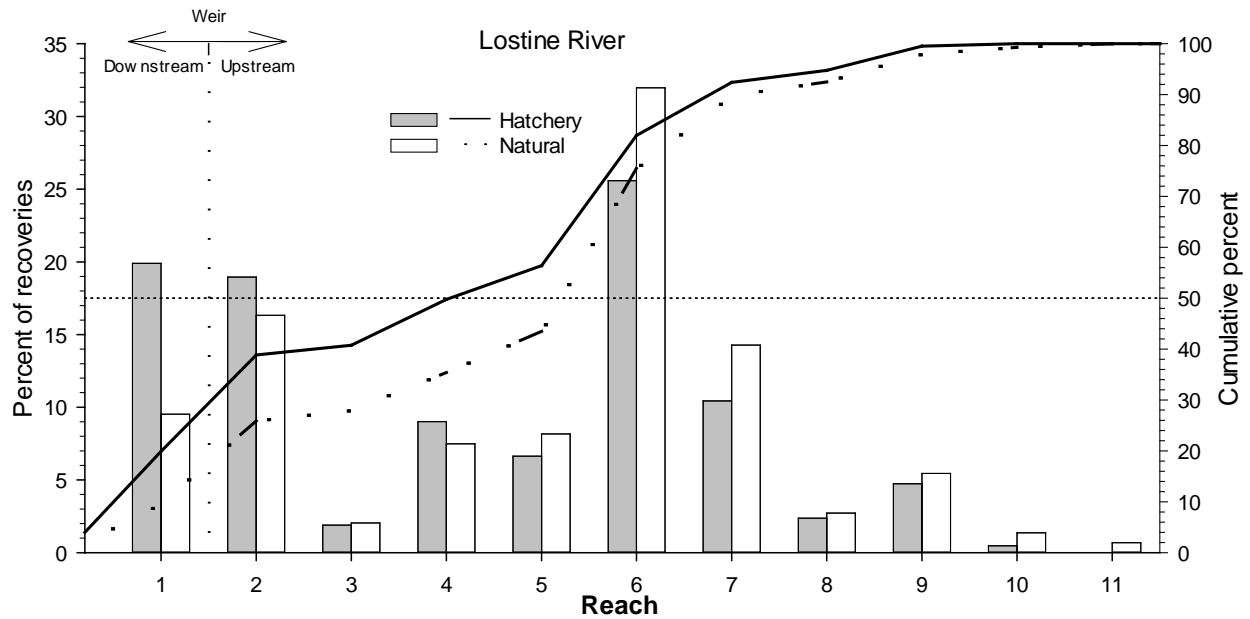 Weir
Lostine River
Downstream
Upstream
Hatchery
Natural
Percent of recoveries
35
30
25
20
15
10
5
0
Cumulative percent
100
90
80
70
60
50
40
30
20
10
0
1 2 3 4 5 6 7 8 9 10 11
Reach